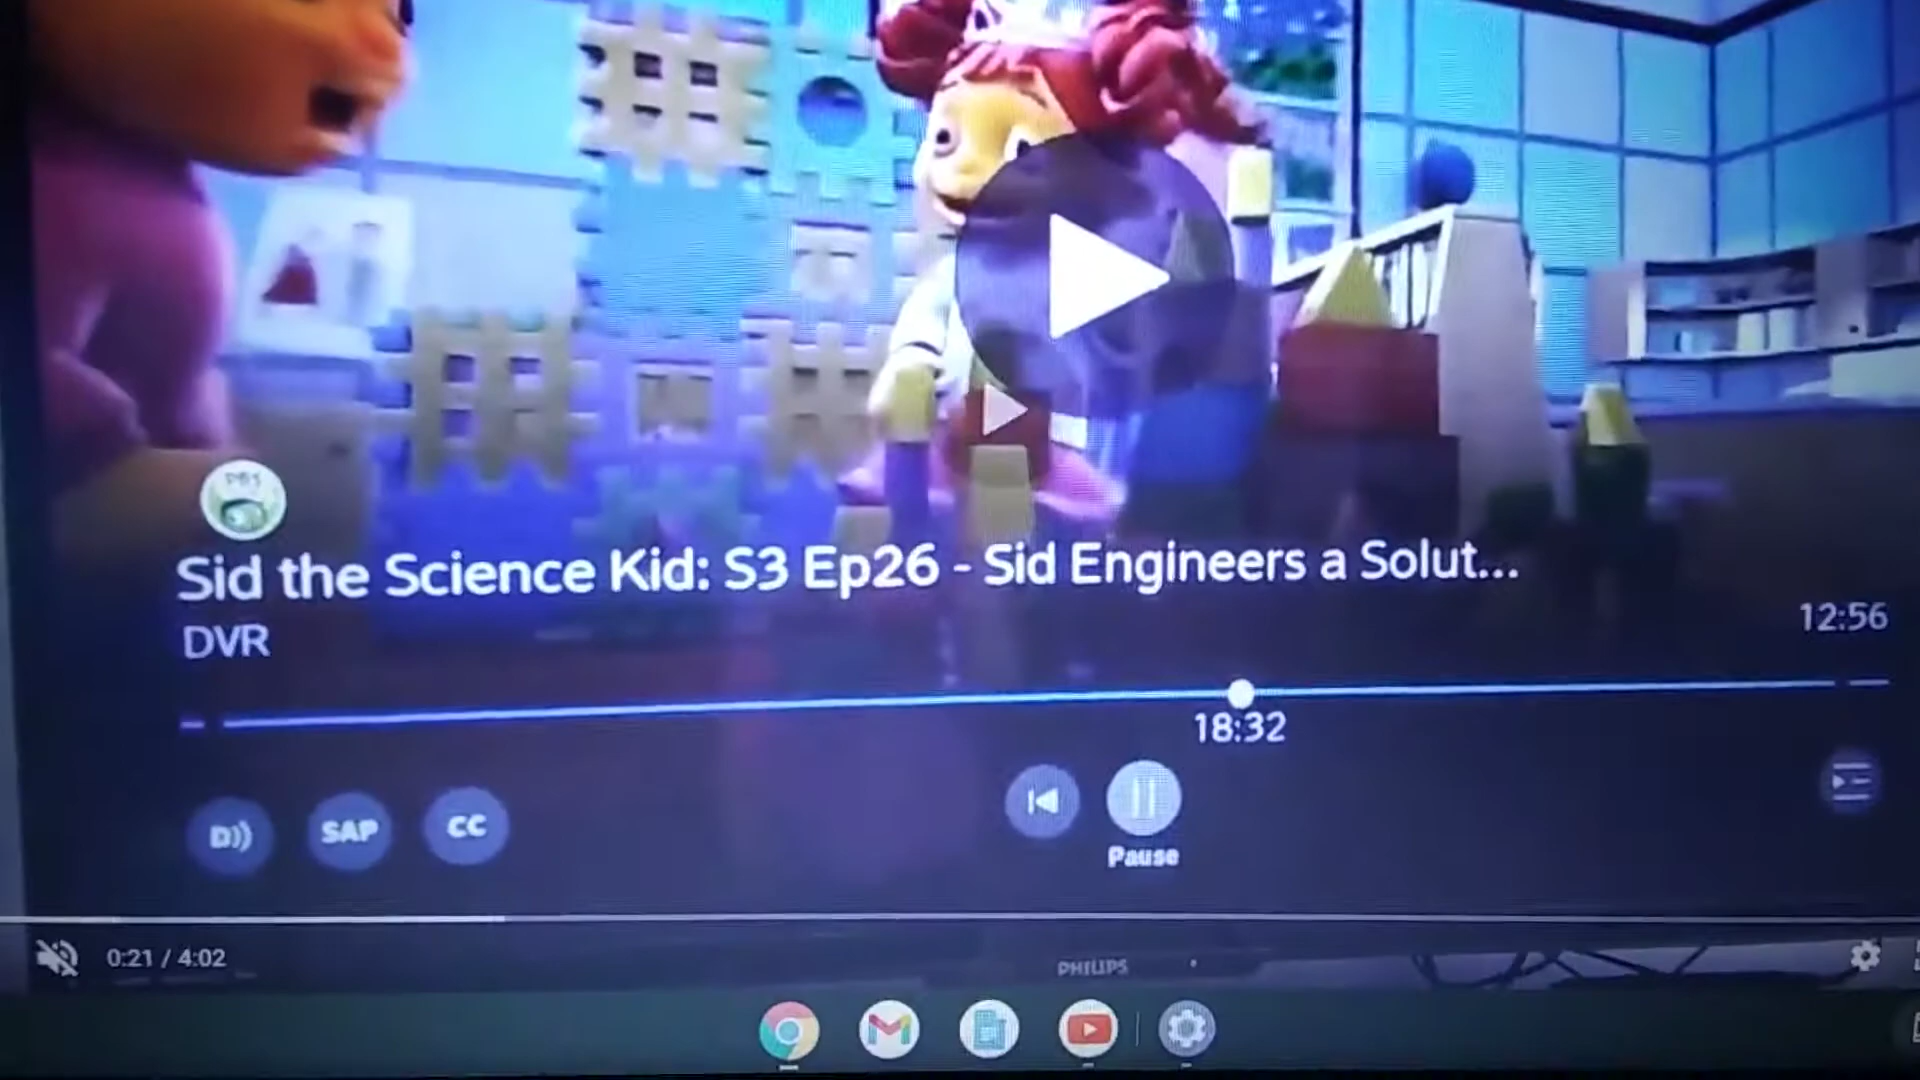 PBS
Sid the Science Kid: S3 Ep26 - Sid Engineers a Solut...
DVR
12:56
18:32
D))
SAP
CC
Pause
0:21 / 4:02
PHILIPS